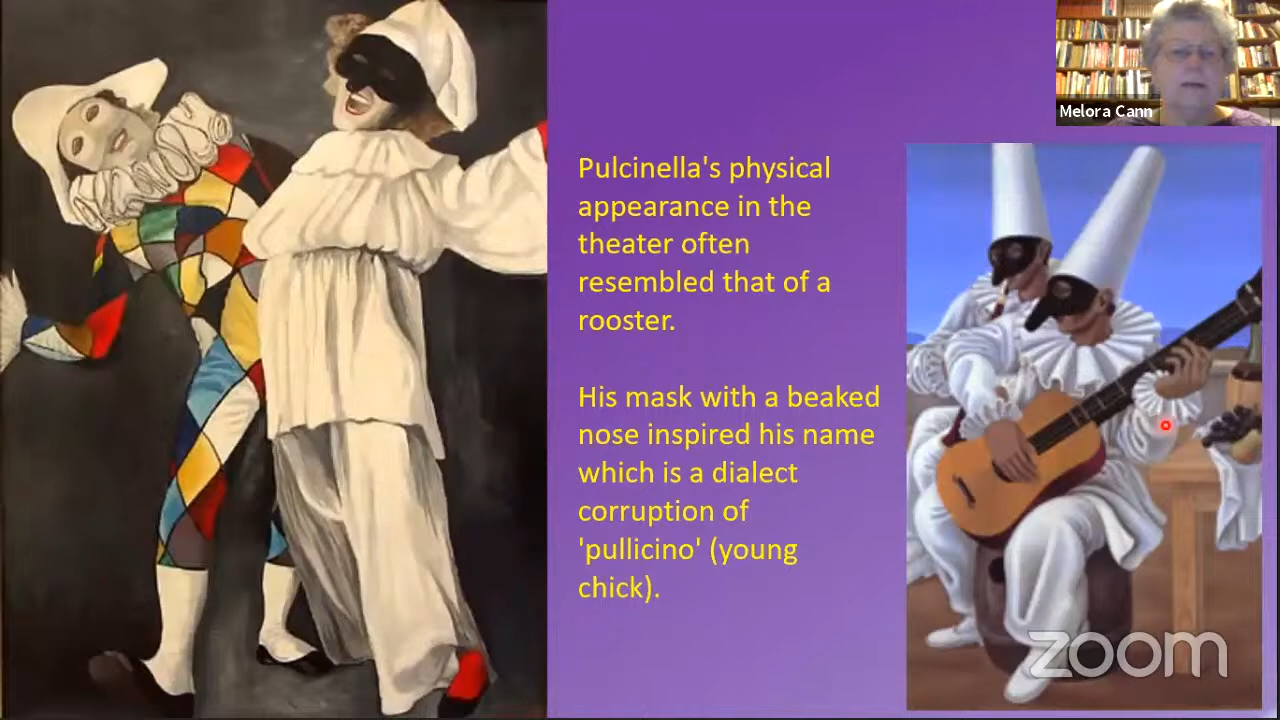 Melora Cann
Pulcinella's physical
appearance in the
theater often
resembled that of a
rooster.
His mask with a beaked
nose inspired his name
which is a dialect
corruption of
'pullicino' (young
chick).
zoom